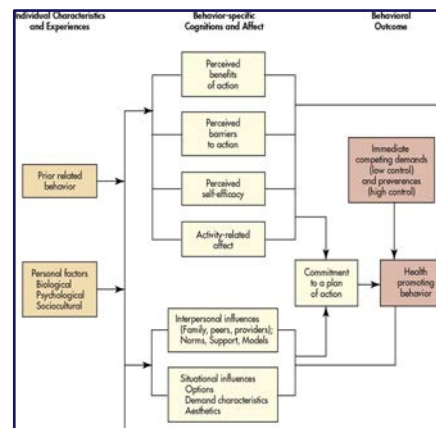 Individual Characteristics
and Experiences
Behavior-specific
Cognitions and Affect
Behavioral
Outcome
Perceived
benefits
of action
Perceived
barriers
to action
Perceived
self-efficacy
Activity-related
affect
Prior related
behavior
Personal factors
Biological
Psychological
Sociocultural
Immediate
competing demands
(low control)
and preverences
(high control)
Commitment
to a plan
of action
Health
promoting
behavior
Interpersonal influences
(Family, peers, providers);
Norms, Support, Models
Situational influences
Options
Demand characteristics
Aesthetics